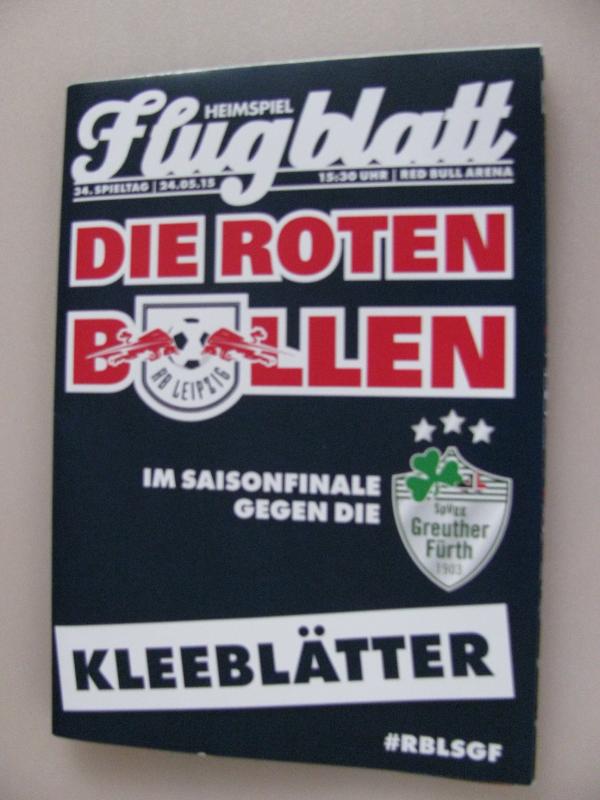 HEIMSPIEL
Flugblatt
34. SPIELTAG | 24.05.15 15:30 UHR | RED BULL ARENA
DIE ROTEN
BULLEN
RB LEIPZIG
IM SAISONFINALE
GEGEN DIE
SpVgg
Greuther
Fürth
1903
KLEEBLÄTTER
#RBLSGF